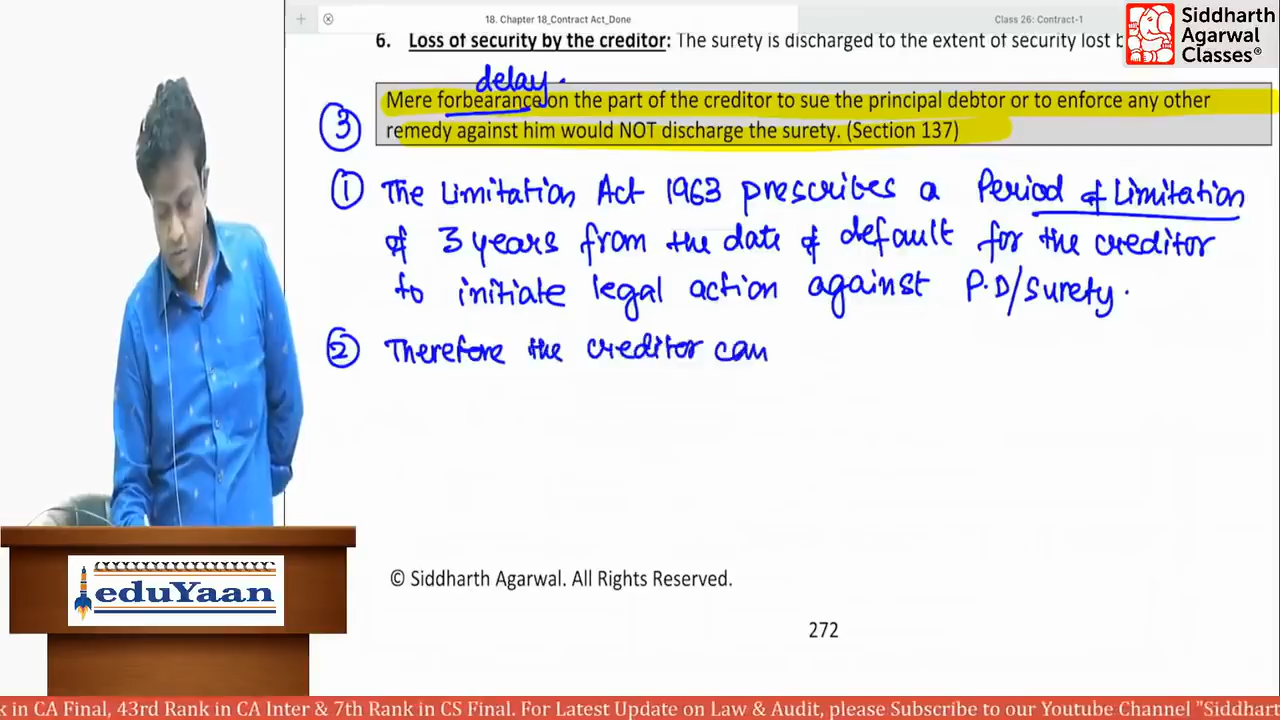 18. Chapter 18_Contract Act_Done
Class 26: Contract-1
Siddharth
Agarwal
Classes®
6. Loss of security by the creditor: The surety is discharged to the extent of security lost b
delay.
Mere forbearance on the part of the creditor to sue the principal debtor or to enforce any other
③ remedy against him would NOT discharge the surety. (Section 137)
① The Limitation Act 1963 prescribes a Period of Limitation
of 3 years from the date of default for the creditor
to initiate legal action against P.D/Surety.
② Therefore the creditor can
© Siddharth Agarwal. All Rights Reserved.
272
eduYaan
k in CA Final, 43rd Rank in CA Inter & 7th Rank in CS Final. For Latest Update on Law & Audit, please Subscribe to our Youtube Channel "Siddhart